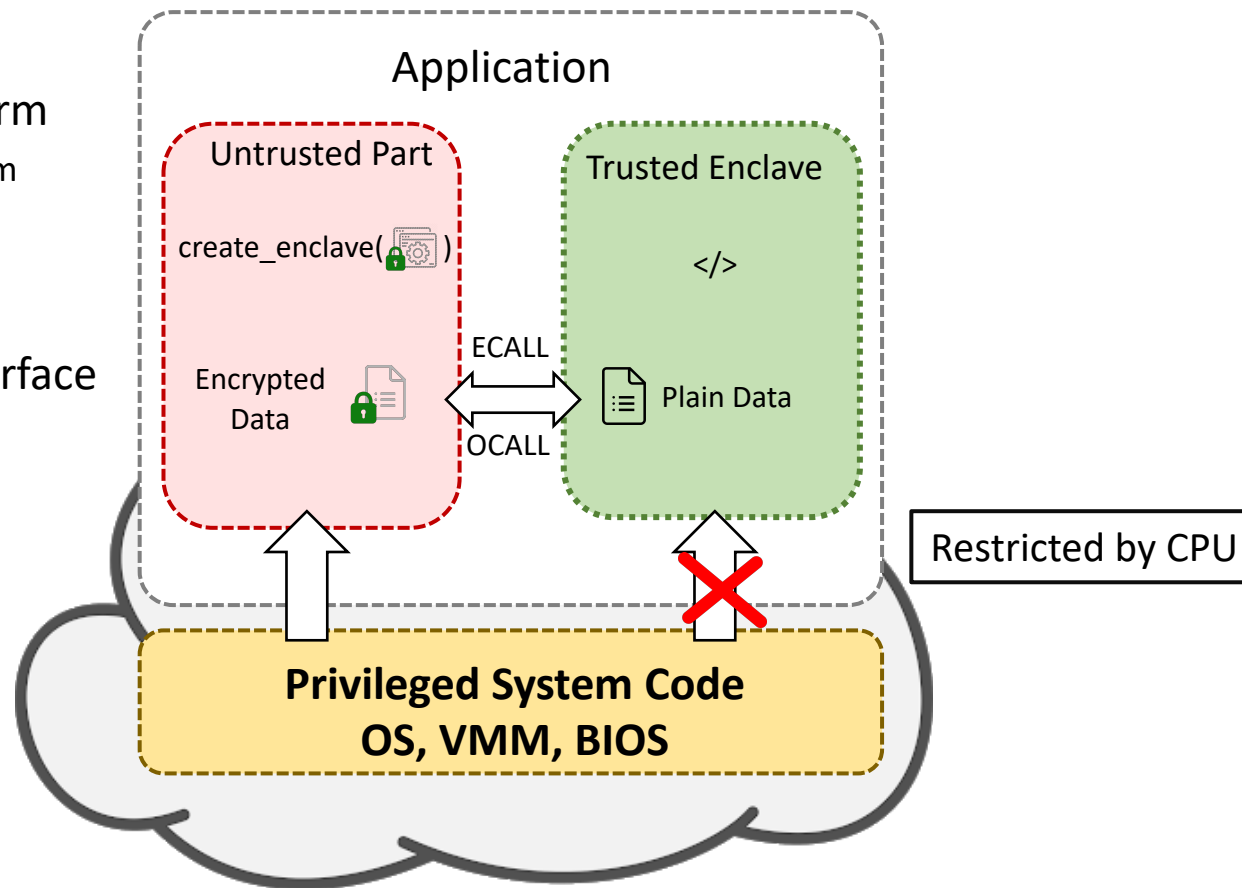 Application
rm
m
rface
Untrusted Part
create_enclave( )
Encrypted
Data
ECALL
OCALL
Trusted Enclave
</>
Plain Data
Restricted by CPU
Privileged System Code
OS, VMM, BIOS